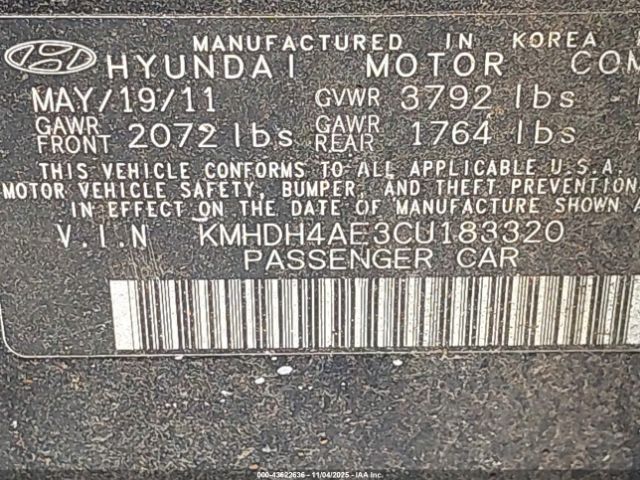 MANUFACTURED IN KOREA
HYUNDAI MOTOR COM
MAY/19/11 GVWR 3792 lbs
GAWR FRONT 2072 lbs GAWR REAR 1764 lbs
THIS VEHICLE CONFORMS TO ALL APPLICABLE U.S.A.
MOTOR VEHICLE SAFETY, BUMPER, AND THEFT PREVENTION
IN EFFECT ON THE DATE OF MANUFACTURE SHOWN A
V.I.N KMHDH4AE3CU183320
PASSENGER CAR
000-43622636 - 11/04/2025 - IAA Inc.